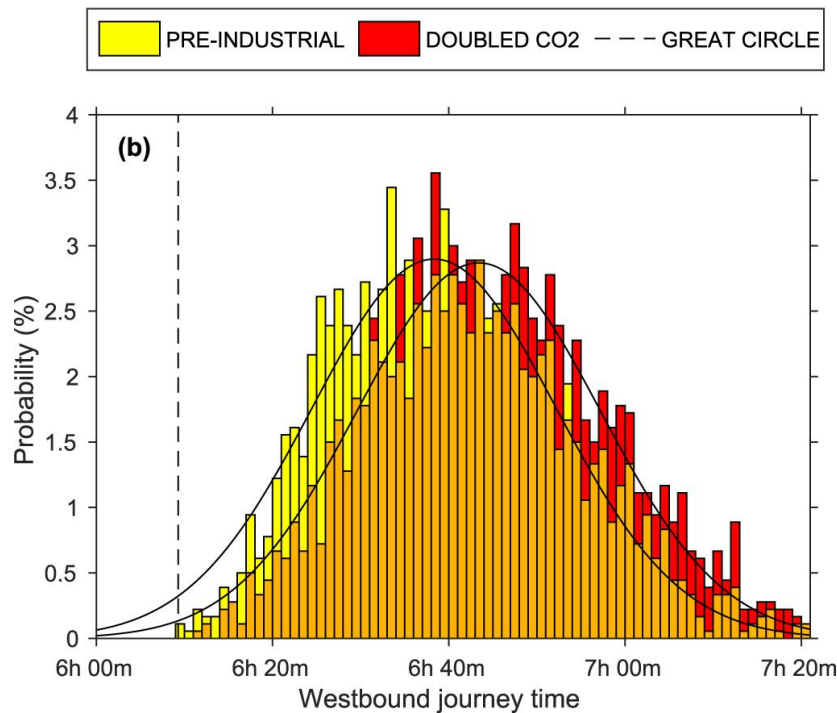 PRE-INDUSTRIAL DOUBLED CO2 GREAT CIRCLE
(b)
4
3.5
3
2.5
2
1.5
1
0.5
0
Probability (%)
6h 00m 6h 20m 6h 40m 7h 00m 7h 20m
Westbound journey time